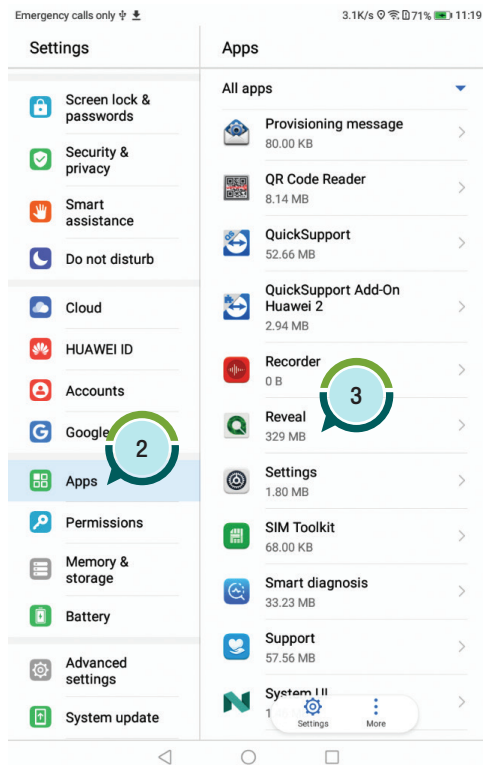 Emergency calls only
3.1K/s 71% 11:19
Settings
Apps
Screen lock &
passwords
Security &
privacy
Smart
assistance
Do not disturb
Cloud
HUAWEI ID
Accounts
Google
2
Apps
Permissions
Memory &
storage
Battery
Advanced
settings
System update
All apps
Provisioning message
80.00 KB
QR Code Reader
8.14 MB
QuickSupport
52.66 MB
QuickSupport Add-On
Huawei 2
2.94 MB
Recorder
0 B
3
Reveal
329 MB
Settings
1.80 MB
SIM Toolkit
68.00 KB
Smart diagnosis
33.23 MB
Support
57.56 MB
System UI
Settings
More